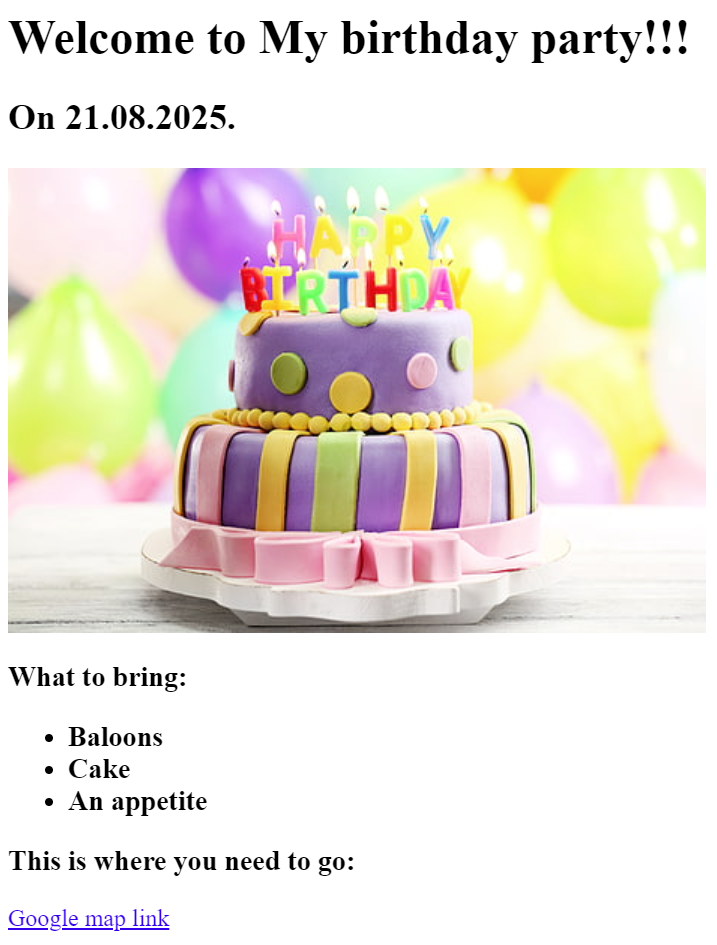 Welcome to My birthday party!!!
On 21.08.2025.
HAPPY
BIRTHDAY
What to bring:
Baloons
Cake
An appetite
This is where you need to go:
Google map link